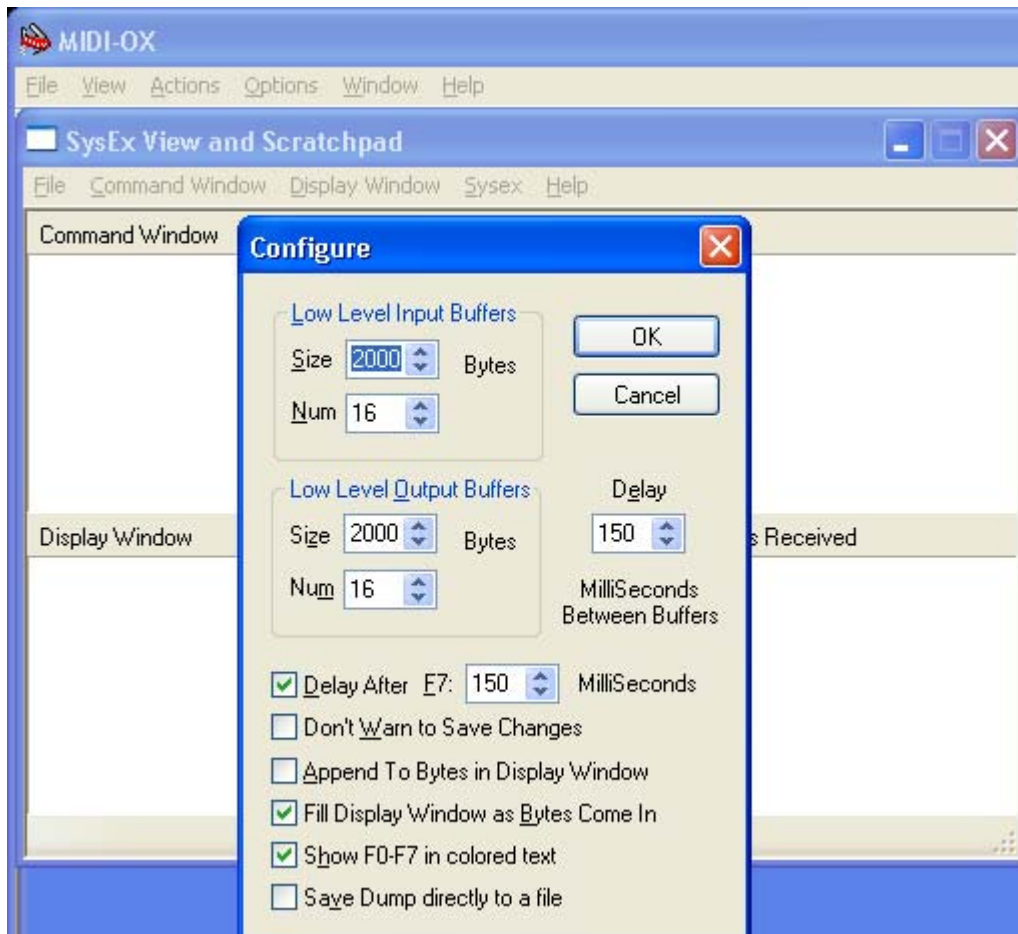 MIDI-OX
File View Actions Options Window Help
SysEx View and Scratchpad
File Command Window Display Window Sysex Help
Command Window
Configure
Low Level Input Buffers
OK
Size 2000 Bytes
Cancel
Num 16
Low Level Output Buffers
Delay
Size 2000 Bytes
150
Display Window
s Received
Num 16
MilliSeconds
Between Buffers
Delay After F7: 150 MilliSeconds
Don't Warn to Save Changes
Append To Bytes in Display Window
Fill Display Window as Bytes Come In
Show F0-F7 in colored text
Save Dump directly to a file